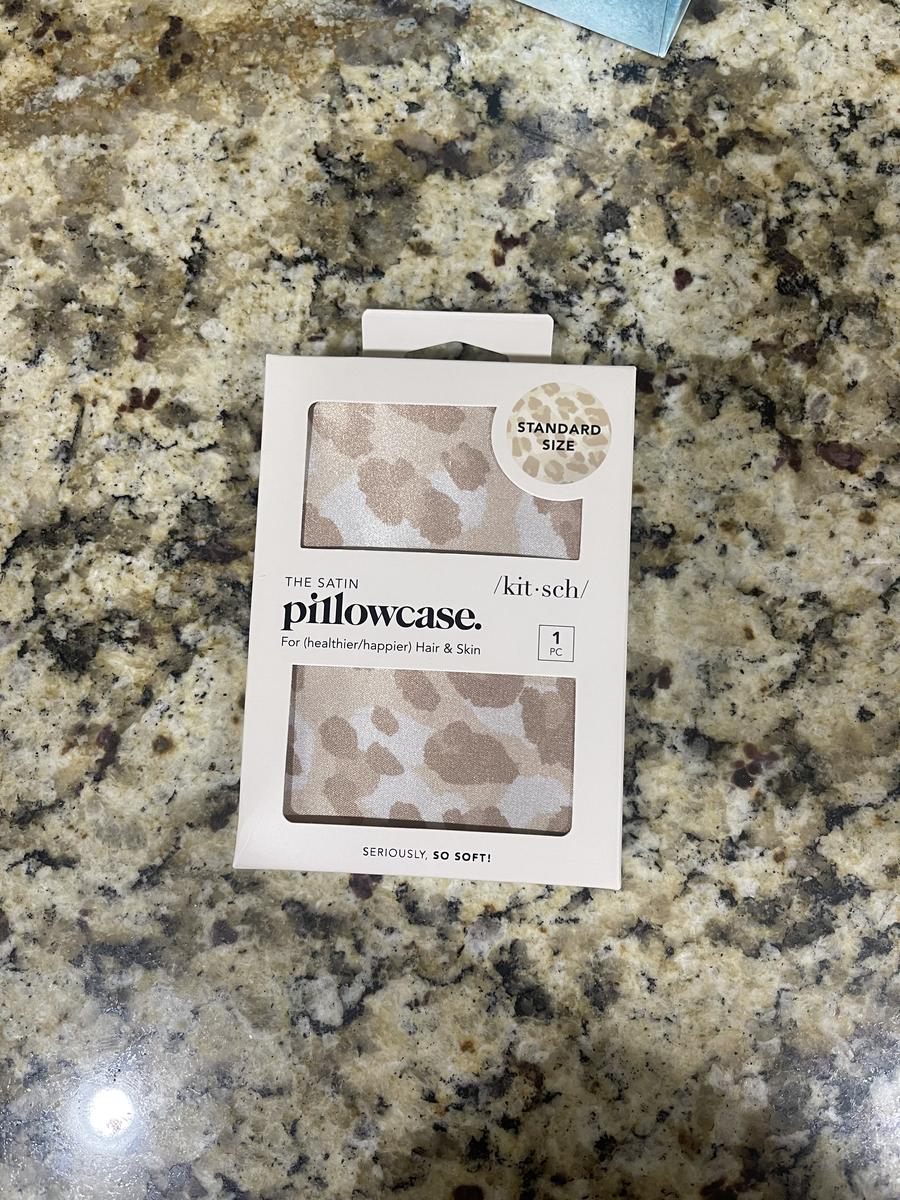 STANDARD
SIZE
THE SATIN
/kit·sch/
pillowcase.
For (healthier/happier) Hair & Skin
1
PC
SERIOUSLY, SO SOFT!